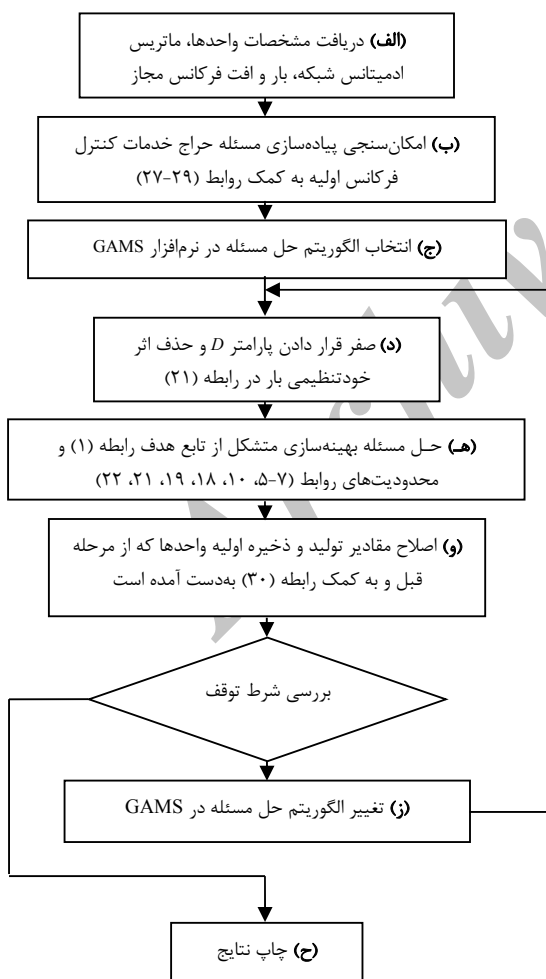 (الف) دریافت مشخصات واحدها، ماتریس
ادمیتانس شبکه، بار و افت فرکانس مجاز
(ب) امکان‌سنجی پیاده‌سازی مسئله حراج خدمات کنترل
فرکانس اولیه به کمک روابط (۲۷-۲۹)
(ج) انتخاب الگوریتم حل مسئله در نرم‌افزار GAMS
(د) صفر قرار دادن پارامتر D و حذف اثر
خودتنظیمی بار در رابطه (۲۱)
(هـ) حـل مسئله بهینه‌سازی متشکل از تابع هدف رابطه (۱) و
محدودیت‌های روابط (۷-۵، ۱۰، ۱۸، ۱۹، ۲۱، ۲۲)
(و) اصلاح مقادیر تولید و ذخیره اولیه واحدها که از مرحله
قبل و به کمک رابطه (۳۰) به‌دست آمده است
بررسی شرط توقف
(ز) تغییر الگوریتم حل مسئله در GAMS
(ح) چاپ نتایج